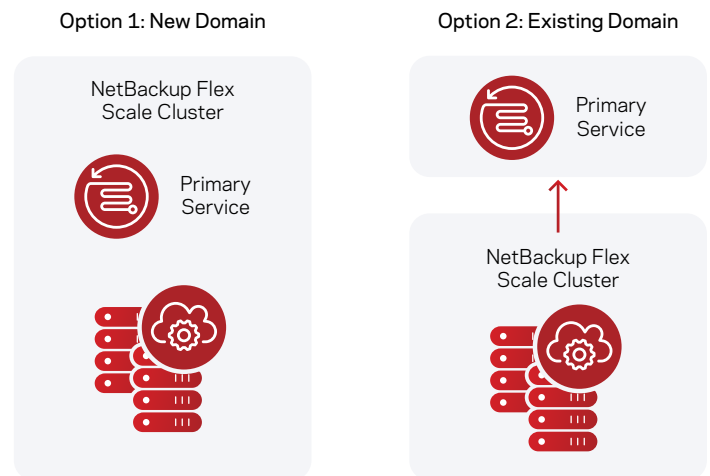 Option 1: New Domain
NetBackup Flex
Scale Cluster
Primary
Service
Option 2: Existing Domain
Primary
Service
NetBackup Flex
Scale Cluster